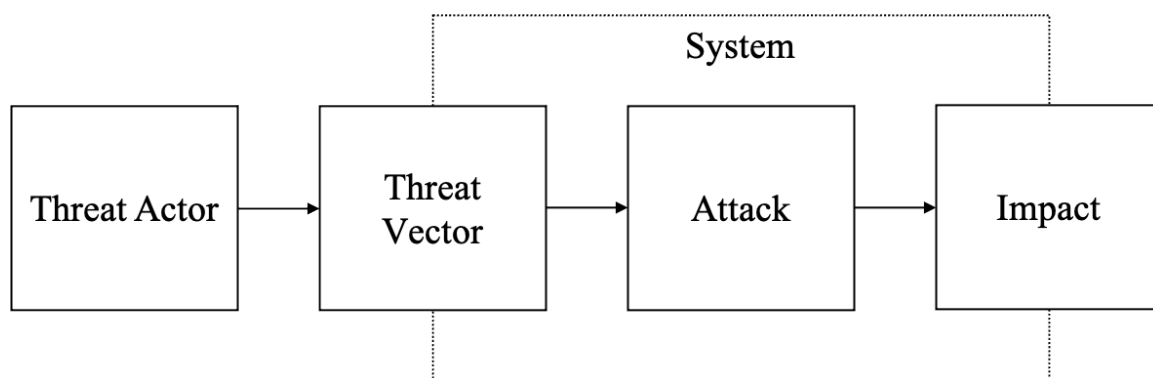 System
Threat Actor
Threat
Vector
Attack
Impact